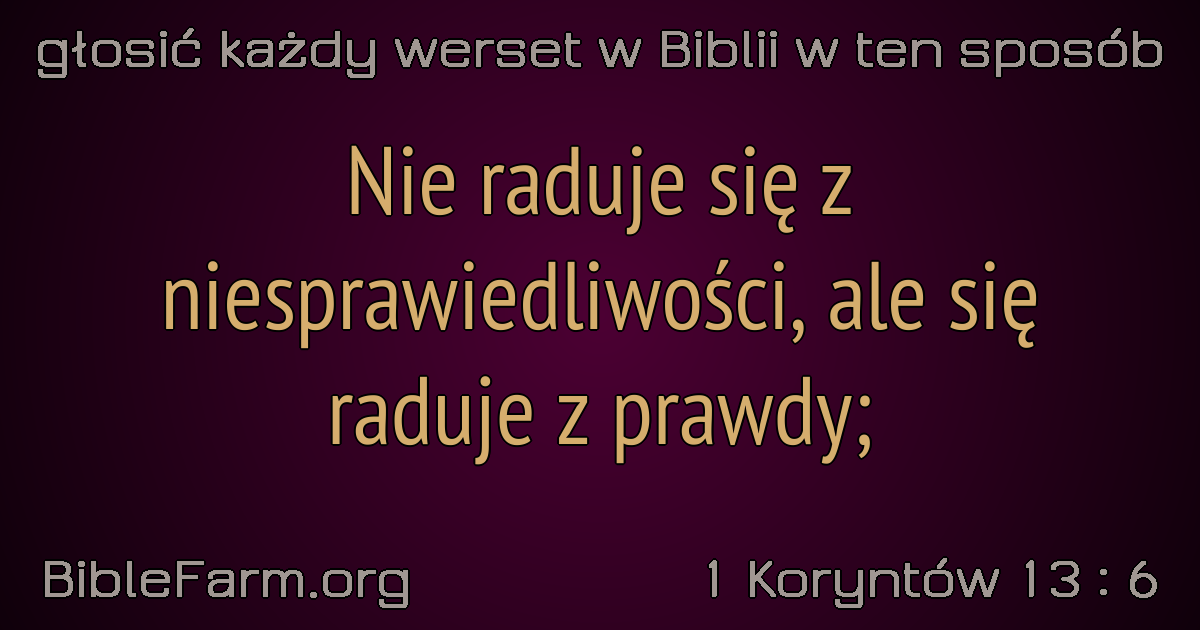 głosić każdy werset w Biblii w ten sposób
Nie raduje się z
niesprawiedliwości, ale się
raduje z prawdy;
BibleFarm.org
1 Koryntów 13 : 6